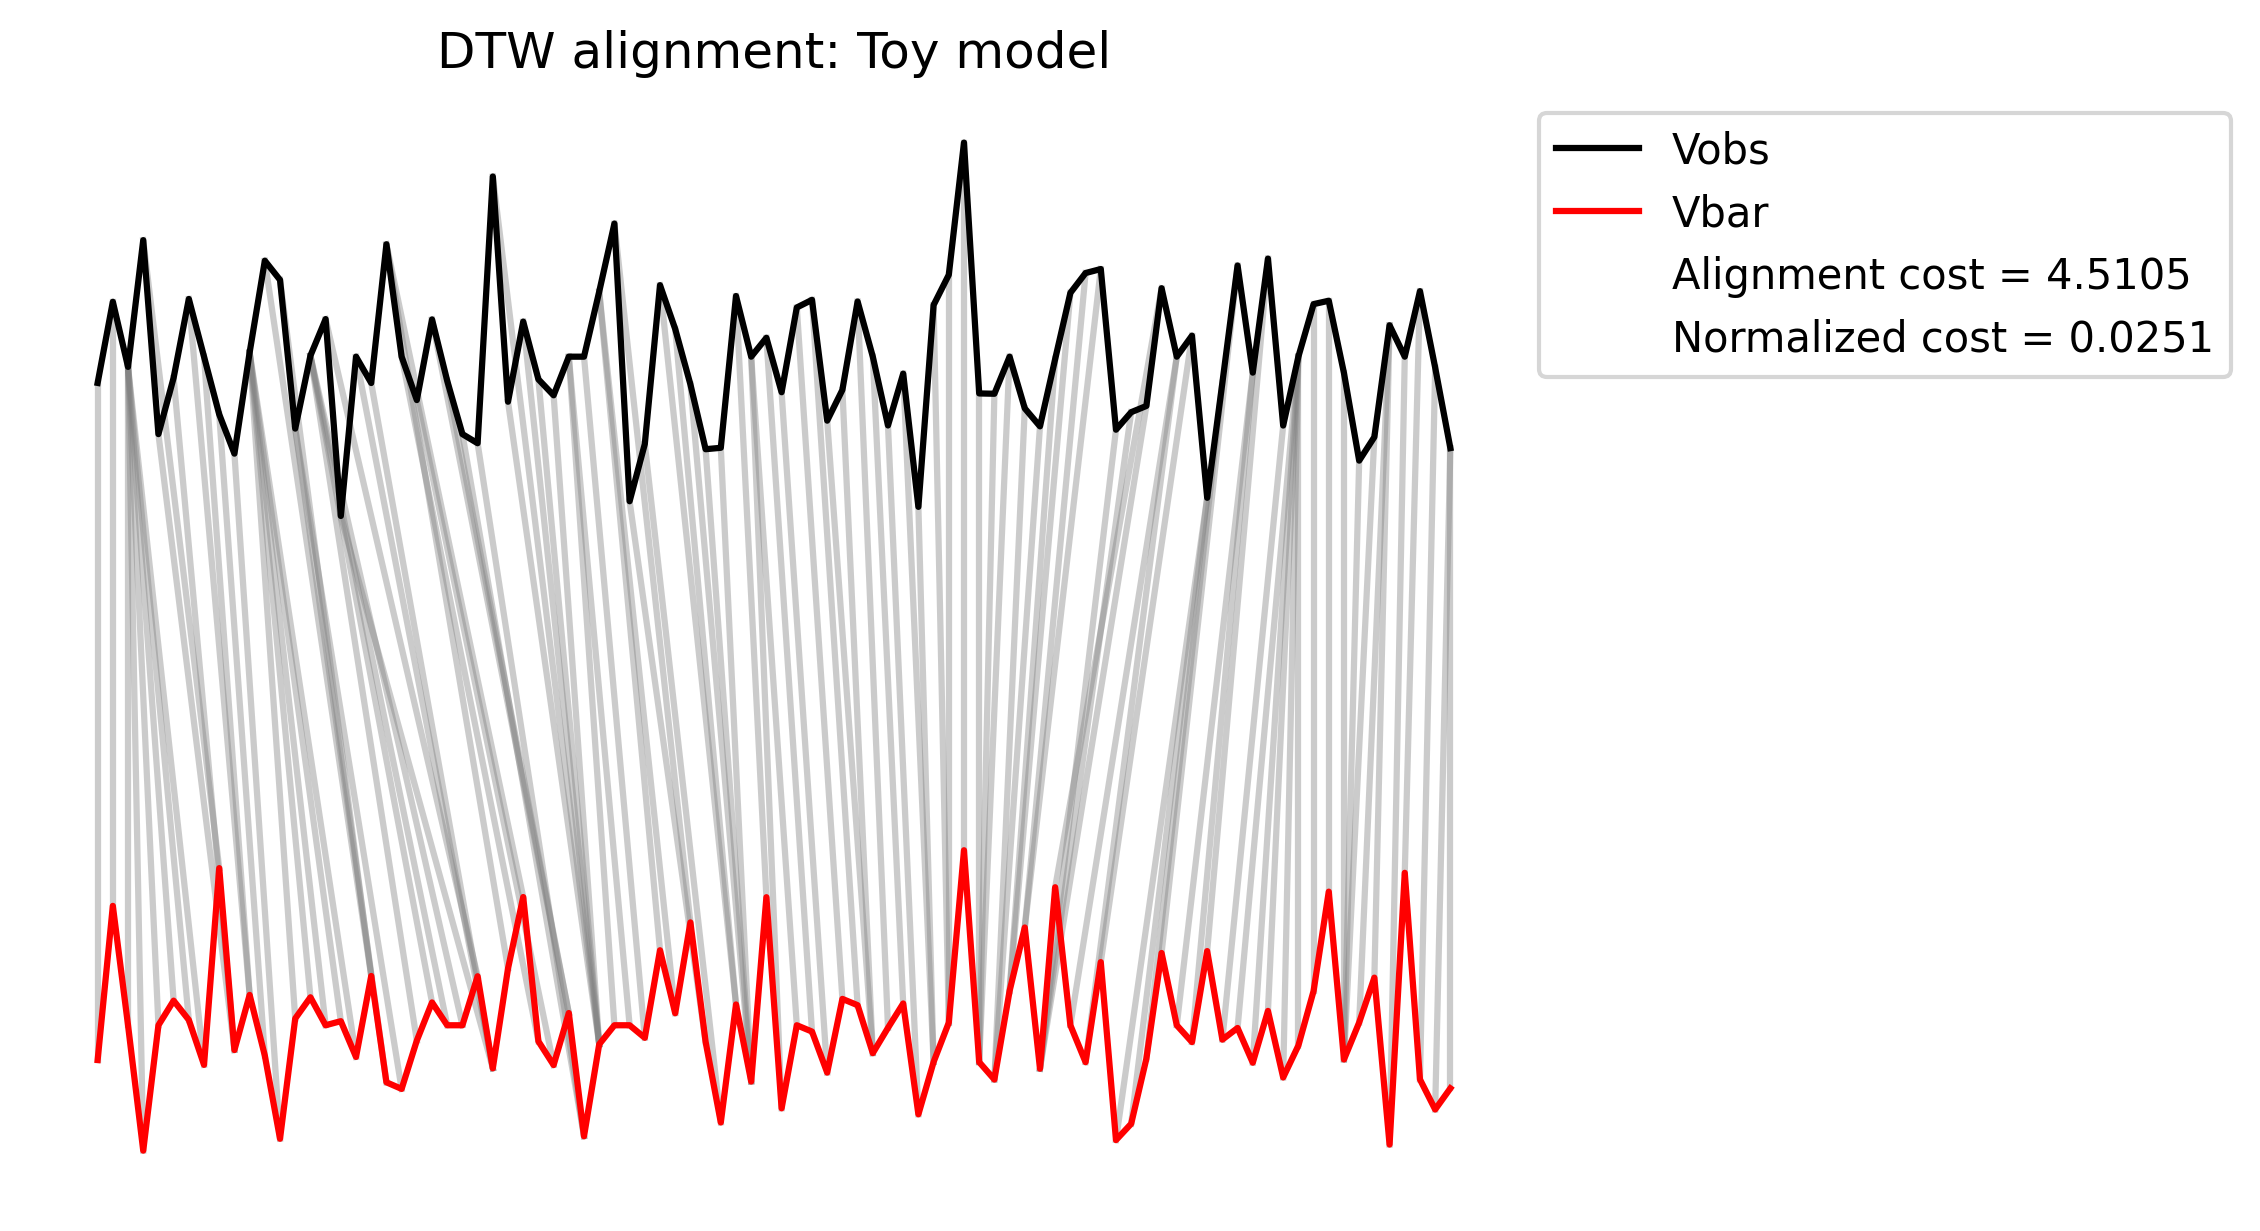 DTW alignment: Toy model
Vobs
Vbar
Alignment cost = 4.5105
Normalized cost = 0.0251